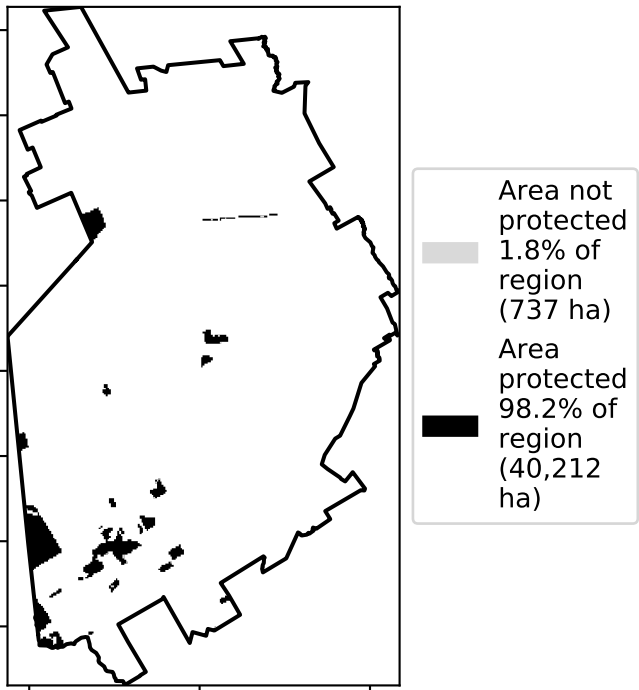 Area not
protected
1.8% of
region
(737 ha)
Area
protected
98.2% of
region
(40,212
ha)